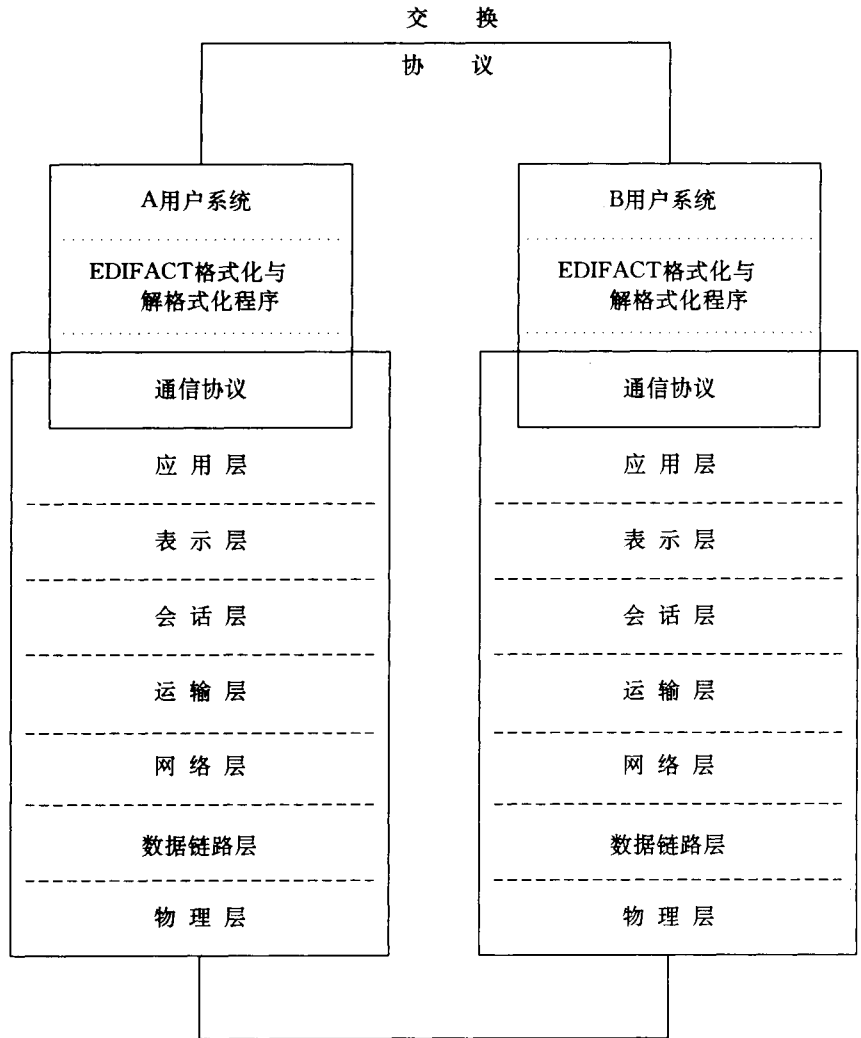 交 换
协 议
A用户系统
EDIFACT格式化与
解格式化程序
通信协议
应 用 层
表 示 层
会 话 层
运 输 层
网 络 层
数据链路层
物 理 层
B用户系统
EDIFACT格式化与
解格式化程序
通信协议
应 用 层
表 示 层
会 话 层
运 输 层
网 络 层
数据链路层
物 理 层